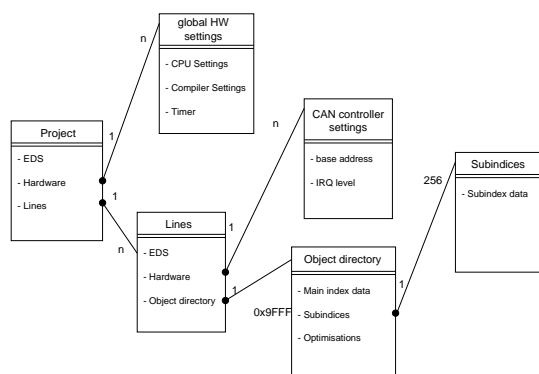 global HW
settings
- CPU Settings
- Compiler Settings
- Timer
n
1
Project
- EDS
- Hardware
- Lines
1
n
CAN controller
settings
- base address
- IRQ level
n
1
Lines
- EDS
- Hardware
- Object directory
1
0x9FFF
Object directory
- Main index data
- Subindices
- Optimisations
1
256
Subindices
- Subindex data